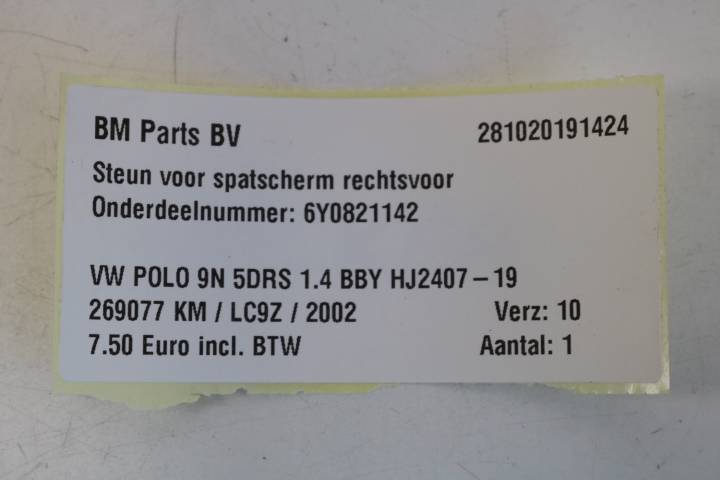 BM Parts BV 281020191424
Steun voor spatscherm rechtsvoor
Onderdeelnummer: 6Y0821142
VW POLO 9N 5DRS 1.4 BBY HJ2407-19
269077 KM / LC9Z / 2002 Verz: 10
7.50 Euro incl. BTW Aantal: 1